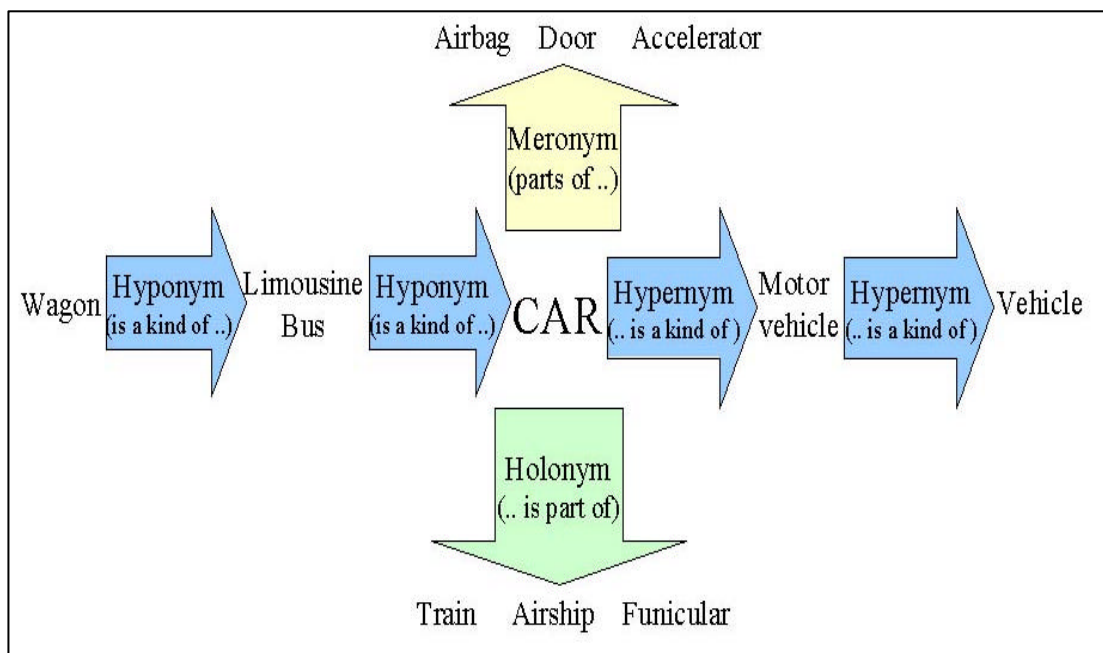 Airbag Door Accelerator
Meronym
(parts of ..)
Wagon
Hyponym
(is a kind of ..)
Limousine
Bus
Hyponym
(is a kind of ..)
CAR
Hypernym
(.. is a kind of )
Motor
vehicle
Hypernym
(.. is a kind of )
Vehicle
Holonym
(.. is part of)
Train Airship Funicular